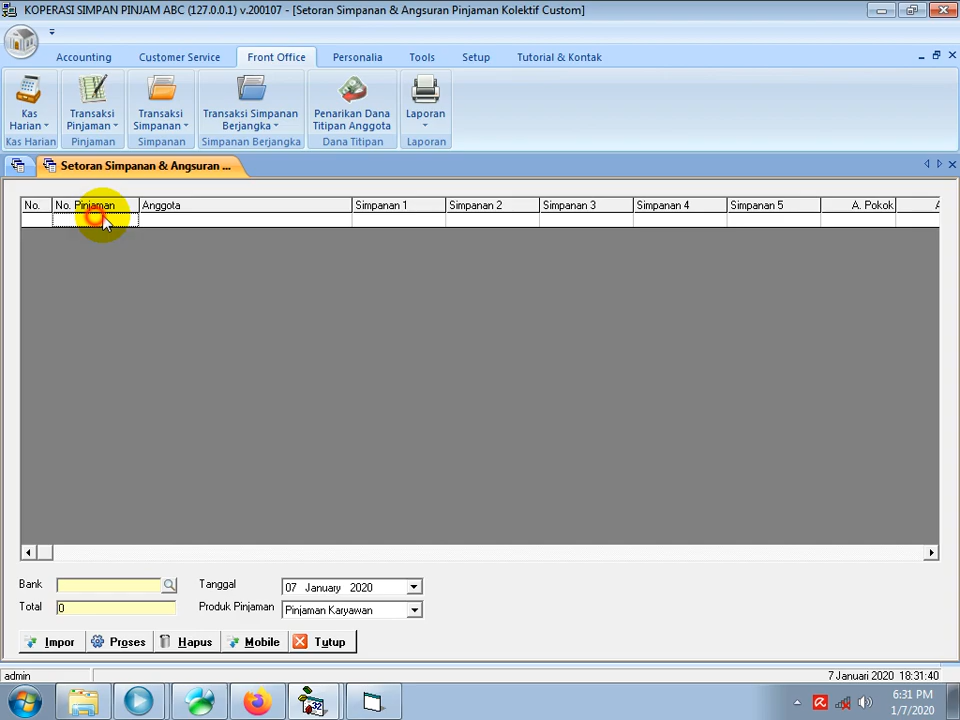 KOPERASI SIMPAN PINJAM ABC (127.0.0.1) v.200107 - [Setoran Simpanan & Angsuran Pinjaman Kolektif Custom]
Accounting Customer Service Front Office Personalia Tools Setup Tutorial & Kontak
Kas Harian
Transaksi Pinjaman
Transaksi Simpanan
Transaksi Simpanan Berjangka
Penarikan Dana Titipan Anggota
Laporan
Kas Harian Pinjaman Simpanan Simpanan Berjangka Dana Titipan Laporan
Setoran Simpanan & Angsuran ...
No. No. Pinjaman Anggota Simpanan 1 Simpanan 2 Simpanan 3 Simpanan 4 Simpanan 5 A. Pokok
Bank Tanggal 07 January 2020
Total 0 Produk Pinjaman Pinjaman Karyawan
Impor Proses Hapus Mobile Tutup
admin 7 Januari 2020 18:31:40
32
6:31 PM
1/7/2020